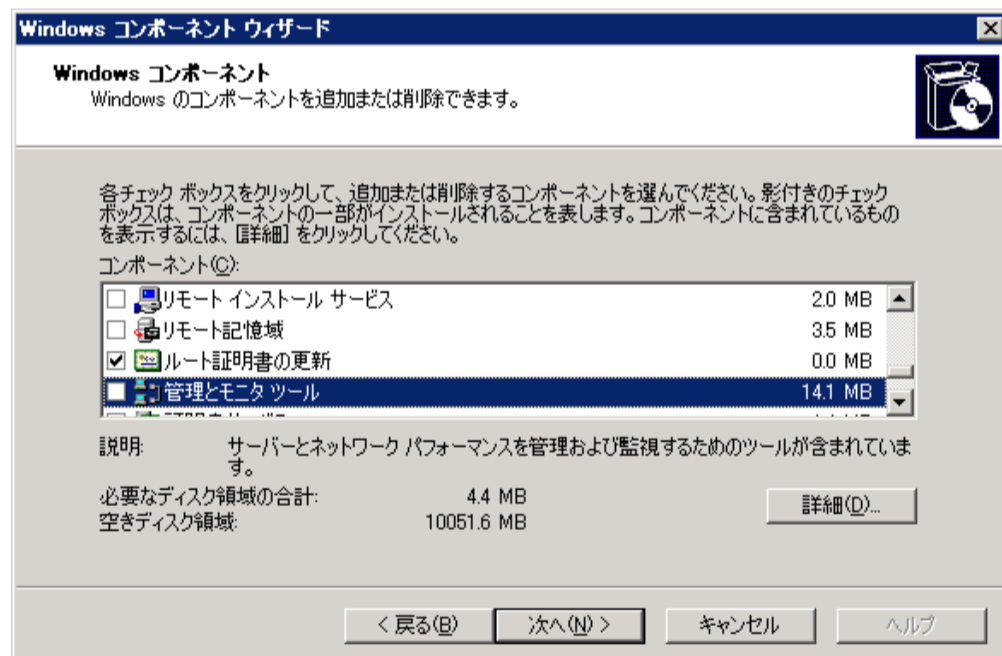 Windows コンポーネント ウィザード
Windows コンポーネント
Windows のコンポーネントを追加または削除できます。
各チェック ボックスをクリックして、追加または削除するコンポーネントを選んでください。影付きのチェック
ボックスは、コンポーネントの一部がインストールされることを表します。コンポーネントに含まれているもの
を表示するには、[詳細] をクリックしてください。
コンポーネント(C):
リモート インストール サービス 2.0 MB
リモート記憶域 3.5 MB
ルート証明書の更新 0.0 MB
管理とモニタ ツール 14.1 MB
説明: サーバーとネットワーク パフォーマンスを管理および監視するためのツールが含まれていま
す。
必要なディスク領域の合計: 4.4 MB
空きディスク領域: 10051.6 MB
詳細(D)...
< 戻る(B) 次へ(N) > キャンセル ヘルプ